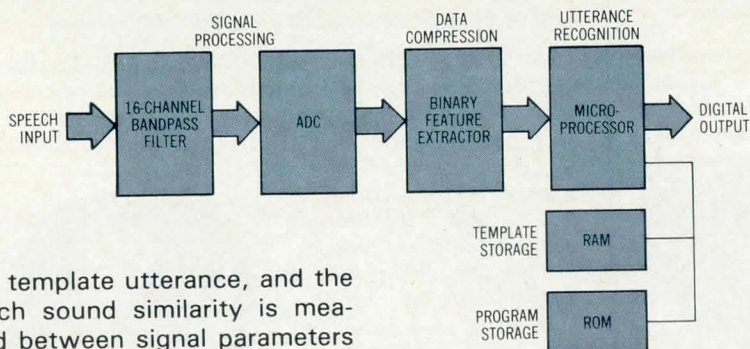 SIGNAL
PROCESSING
DATA
COMPRESSION
UTTERANCE
RECOGNITION
SPEECH
INPUT
16-CHANNEL
BANDPASS
FILTER
ADC
BINARY
FEATURE
EXTRACTOR
MICRO-
PROCESSOR
DIGITAL
OUTPUT
TEMPLATE
STORAGE
RAM
PROGRAM
STORAGE
ROM
template utterance, and the
ch sound similarity is mea-
d between signal parameters